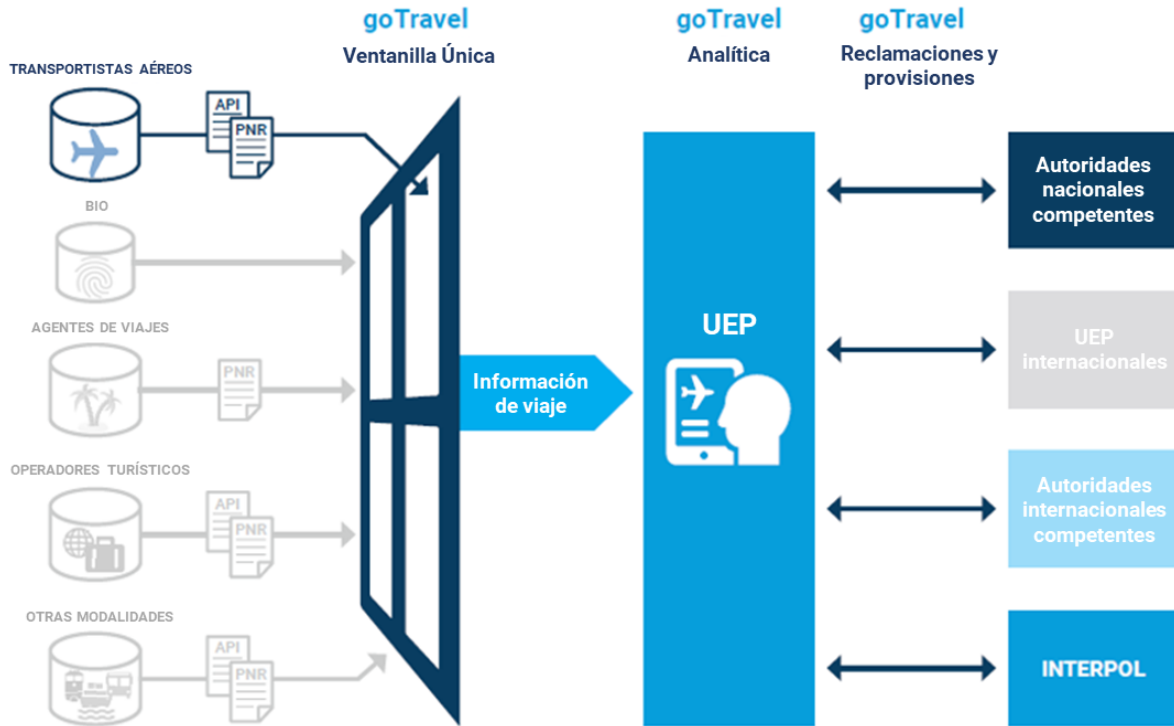 goTravel
Ventanilla Única
goTravel
Analítica
goTravel
Reclamaciones y
provisiones
TRANSPORTISTAS AÉREOS
API
PNR
BIO
AGENTES DE VIAJES
PNR
OPERADORES TURÍSTICOS
API
PNR
OTRAS MODALIDADES
API
PNR
Información
de viaje
UEP
Autoridades
nacionales
competentes
UEP
internacionales
Autoridades
internacionales
competentes
INTERPOL